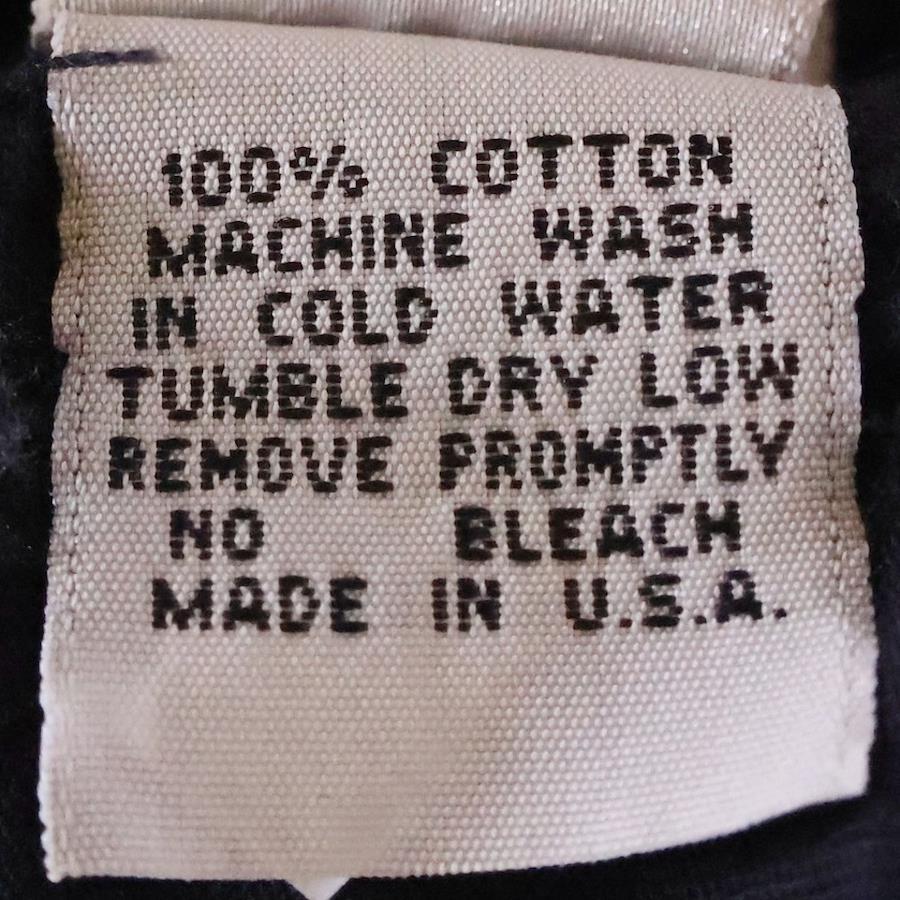 100% COTTON
MACHINE WASH
IN COLD WATER
TUMBLE DRY LOW
REMOVE PROMPTLY
NO BLEACH
MADE IN U.S.A.